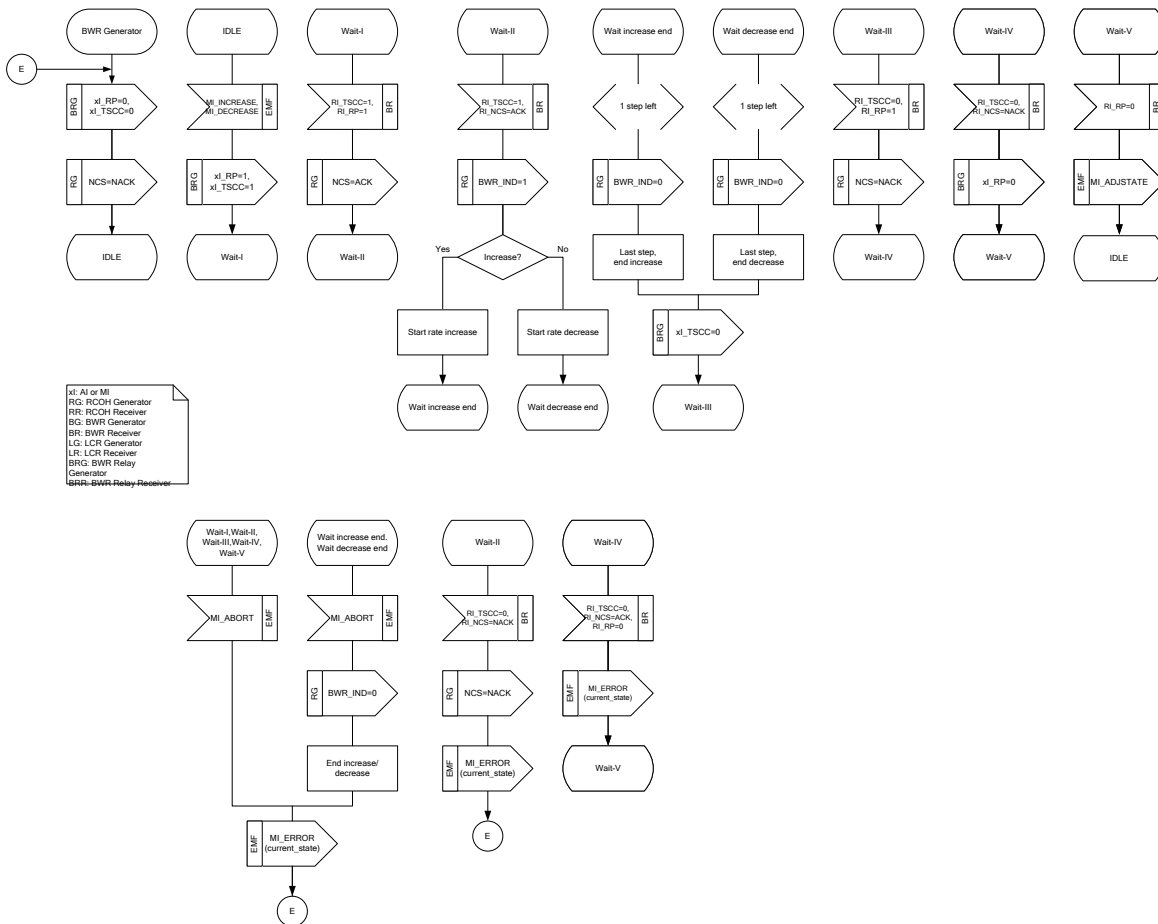 BWR Generator
E
BRG
xI_RP=0,
xI_TSCC=0
RG
NCS=NACK
IDLE
IDLE
MI_INCREASE,
MI_DECREASE
EMF
BRG
xI_RP=1,
xI_TSCC=1
Wait-I
Wait-I
RI_TSCC=1,
RI_RP=1
BR
RG
NCS=ACK
Wait-II
Wait-II
RI_TSCC=1,
RI_NCS=ACK
BR
RG
BWR_IND=1
Yes
Increase?
No
Start rate increase
Start rate decrease
Wait increase end
Wait decrease end
Wait increase end
1 step left
RG
BWR_IND=0
Last step,
end increase
Wait decrease end
1 step left
RG
BWR_IND=0
Last step,
end decrease
BRG
xI_TSCC=0
Wait-III
Wait-III
RI_TSCC=0,
RI_RP=1
BR
RG
NCS=NACK
Wait-IV
Wait-IV
RI_TSCC=0,
RI_NCS=NACK
BR
BRG
xI_RP=0
Wait-V
Wait-V
RI_RP=0
BR
EMF
MI_ADJSTATE
IDLE
xI: AI or MI
RG: RCOH Generator
RR: RCOH Receiver
BG: BWR Generator
BR: BWR Receiver
LG: LCR Generator
LR: LCR Receiver
BRG: BWR Relay
Generator
BRR: BWR Relay Receiver
Wait-I,Wait-II,
Wait-III,Wait-IV,
Wait-V
MI_ABORT
EMF
Wait increase end.
Wait decrease end
MI_ABORT
EMF
RG
BWR_IND=0
End increase/
decrease
EMF
MI_ERROR
(current_state)
E
Wait-II
RI_TSCC=0,
RI_NCS=NACK
BR
RG
NCS=NACK
EMF
MI_ERROR
(current_state)
E
Wait-IV
RI_TSCC=0,
RI_NCS=ACK,
RI_RP=0
BR
EMF
MI_ERROR
(current_state)
Wait-V